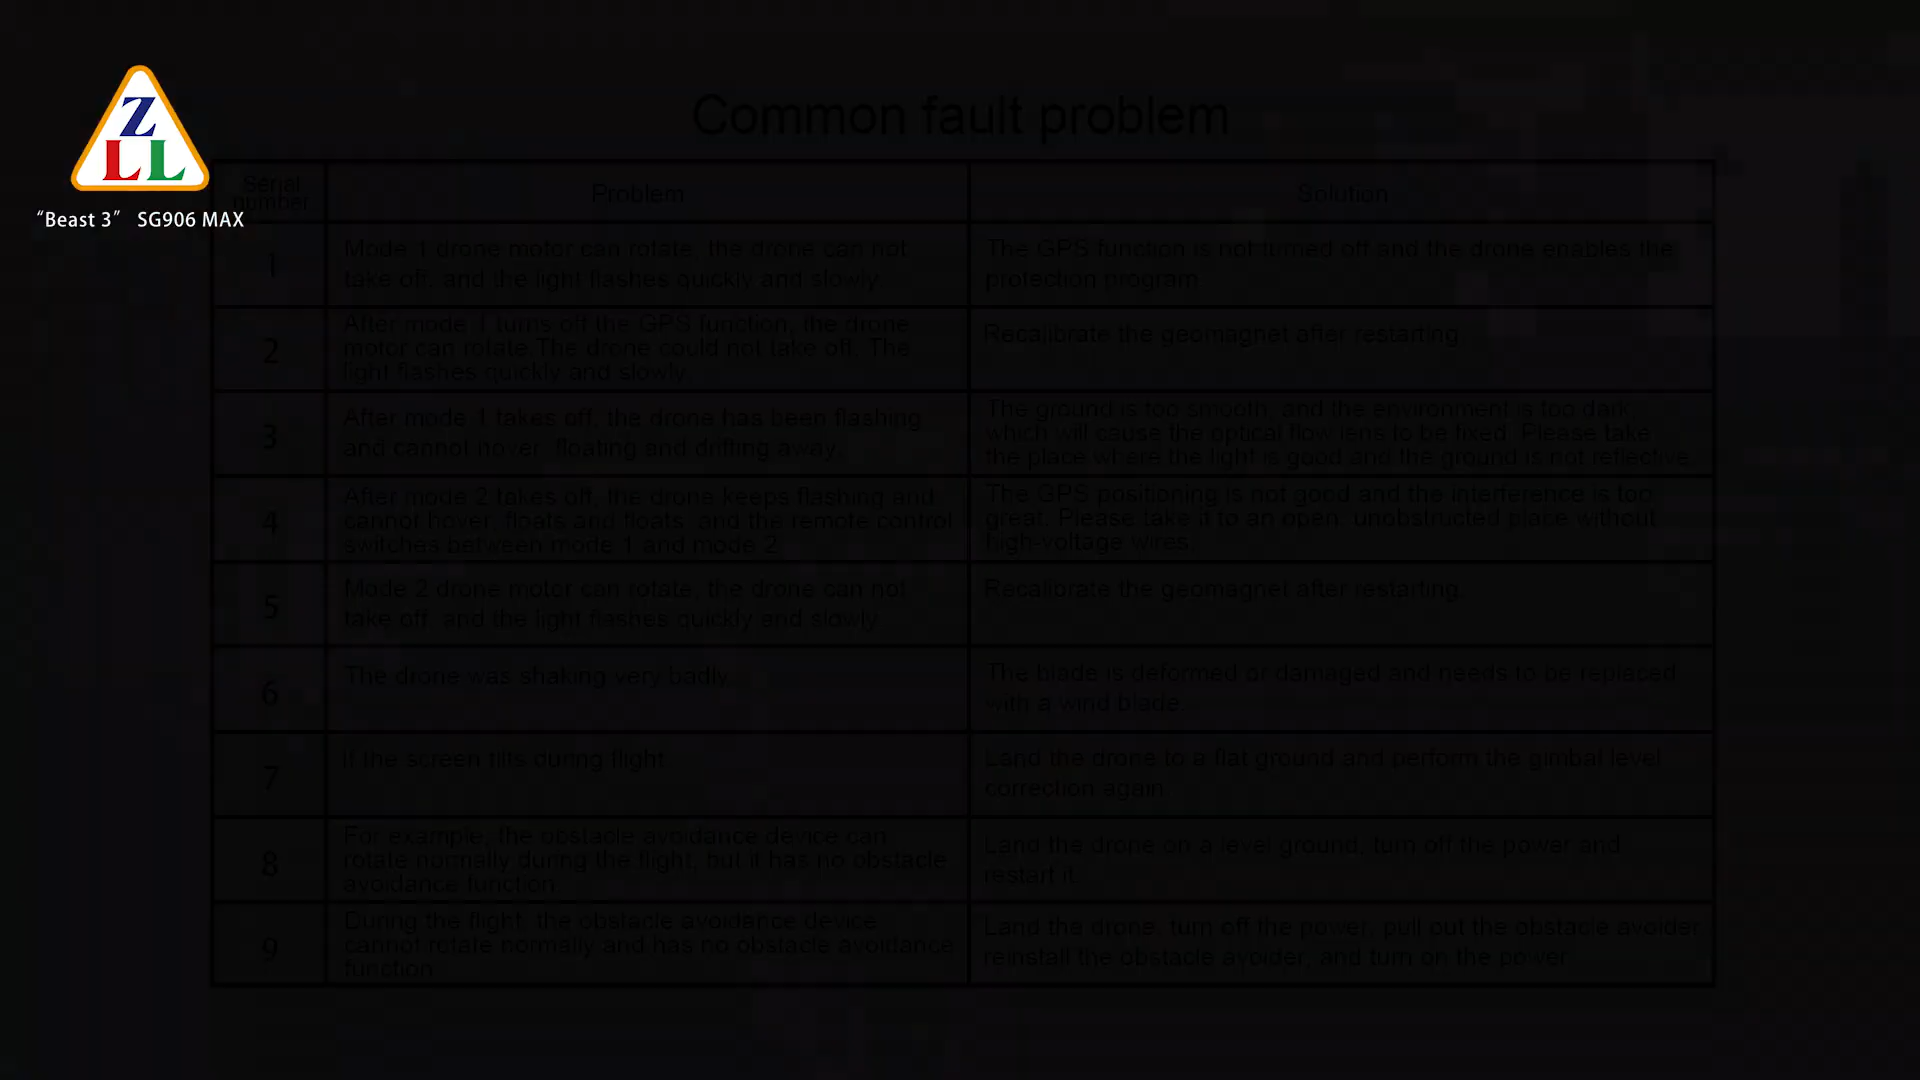 Z
LL
“Beast 3” SG906 MAX
Common fault problem
Serial
number
Problem
Solution
1
Mode 1 drone motor can rotate, the drone can not
take off, and the light flashes quickly and slowly
The GPS function is not turned off and the drone enables the
protection program
2
After mode 1 turns off the GPS function, the drone
motor can rotate.The drone could not take off. The
light flashes quickly and slowly.
Recalibrate the geomagnet after restarting
3
After mode 1 takes off, the drone has been flashing
and cannot hover, floating and drifting away.
The ground is too smooth, and the environment is too dark,
which will cause the optical flow lens to be fixed. Please take
the place where the light is good and the ground is not reflective.
4
After mode 2 takes off, the drone keeps flashing and
cannot hover, floats and floats, and the remote control
switches between mode 1 and mode 2.
The GPS positioning is not good and the interference is too
great. Please take it to an open, unobstructed place without
high-voltage wires.
5
Mode 2 drone motor can rotate, the drone can not
take off, and the light flashes quickly and slowly
Recalibrate the geomagnet after restarting.
6
The drone was shaking very badly.
The blade is deformed or damaged and needs to be replaced
with a wind blade.
7
If the screen tilts during flight
Land the drone to a flat ground and perform the gimbal level
correction again.
8
For example, the obstacle avoidance device can
rotate normally during the flight, but it has no obstacle
avoidance function
Land the drone on a level ground, turn off the power and
restart it.
9
During the flight, the obstacle avoidance device
cannot rotate normally and has no obstacle avoidance
function
Land the drone, turn off the power, pull out the obstacle avoider
reinstall the obstacle avoider, and turn on the power